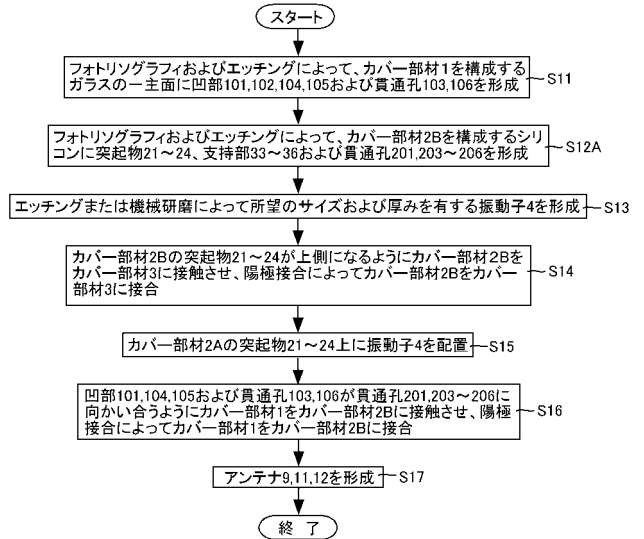 スタート
フォトリソグラフィおよびエッチングによって、カバー部材1を構成する
ガラスの一主面に凹部101,102,104,105および貫通孔103,106を形成
S11
フォトリソグラフィおよびエッチングによって、カバー部材2Bを構成するシリ
コンに突起物21~24、支持部33~36および貫通孔201,203~206を形成
S12A
エッチングまたは機械研磨によって所望のサイズおよび厚みを有する振動子4を形成
S13
カバー部材2Bの突起物21~24が上側になるようにカバー部材2Bを
カバー部材3に接触させ、陽極接合によってカバー部材2Bをカバー
部材3に接合
S14
カバー部材2Aの突起物21~24上に振動子4を配置
S15
凹部101,104,105および貫通孔103,106が貫通孔201,203~206に
向かい合うようにカバー部材1をカバー部材2Bに接触させ、陽極
接合によってカバー部材1をカバー部材2Bに接合
S16
アンテナ9,11,12を形成
S17
終 了